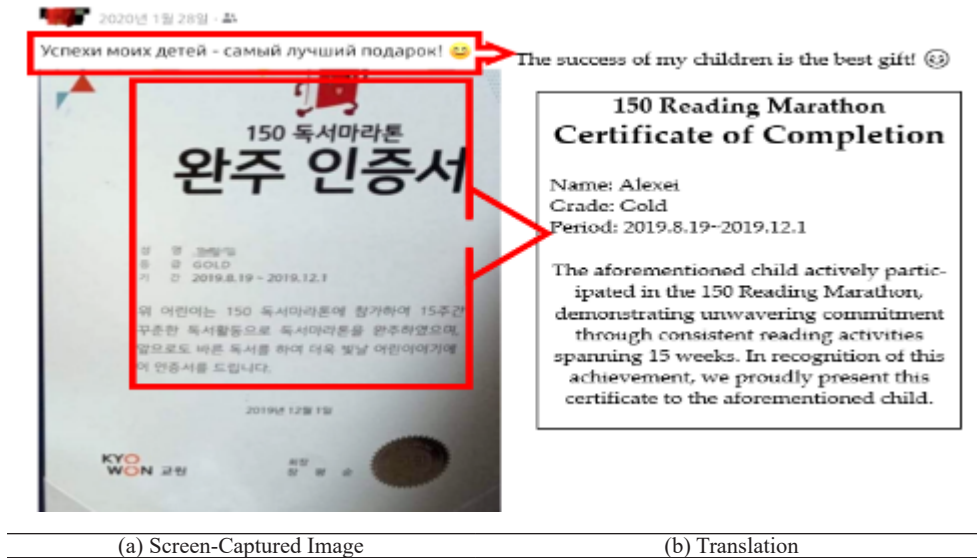 2020년 1월 28일
Успехи моих детей - самый лучший подарок! 😄
The success of my children is the best gift! 😄
150 독서마라톤
완주 인증서
성 명
등 급 GOLD
기 간 2019.8.19 ~ 2019.12.1
위 어린이는 150 독서마라톤에 참가하여 15주간
꾸준한 독서활동으로 독서마라톤을 완주하였으며,
앞으로도 바른 독서를 하며 더욱 빛날 어린이이기에
이 인증서를 드립니다.
2019년 12월 1일
KYO
WON 교원
회장
장 평 순
150 Reading Marathon
Certificate of Completion
Name: Alexei
Grade: Gold
Period: 2019.8.19~2019.12.1
The aforementioned child actively partic-
ipated in the 150 Reading Marathon,
demonstrating unwavering commitment
through consistent reading activities
spanning 15 weeks. In recognition of this
achievement, we proudly present this
certificate to the aforementioned child.
(a) Screen-Captured Image
(b) Translation